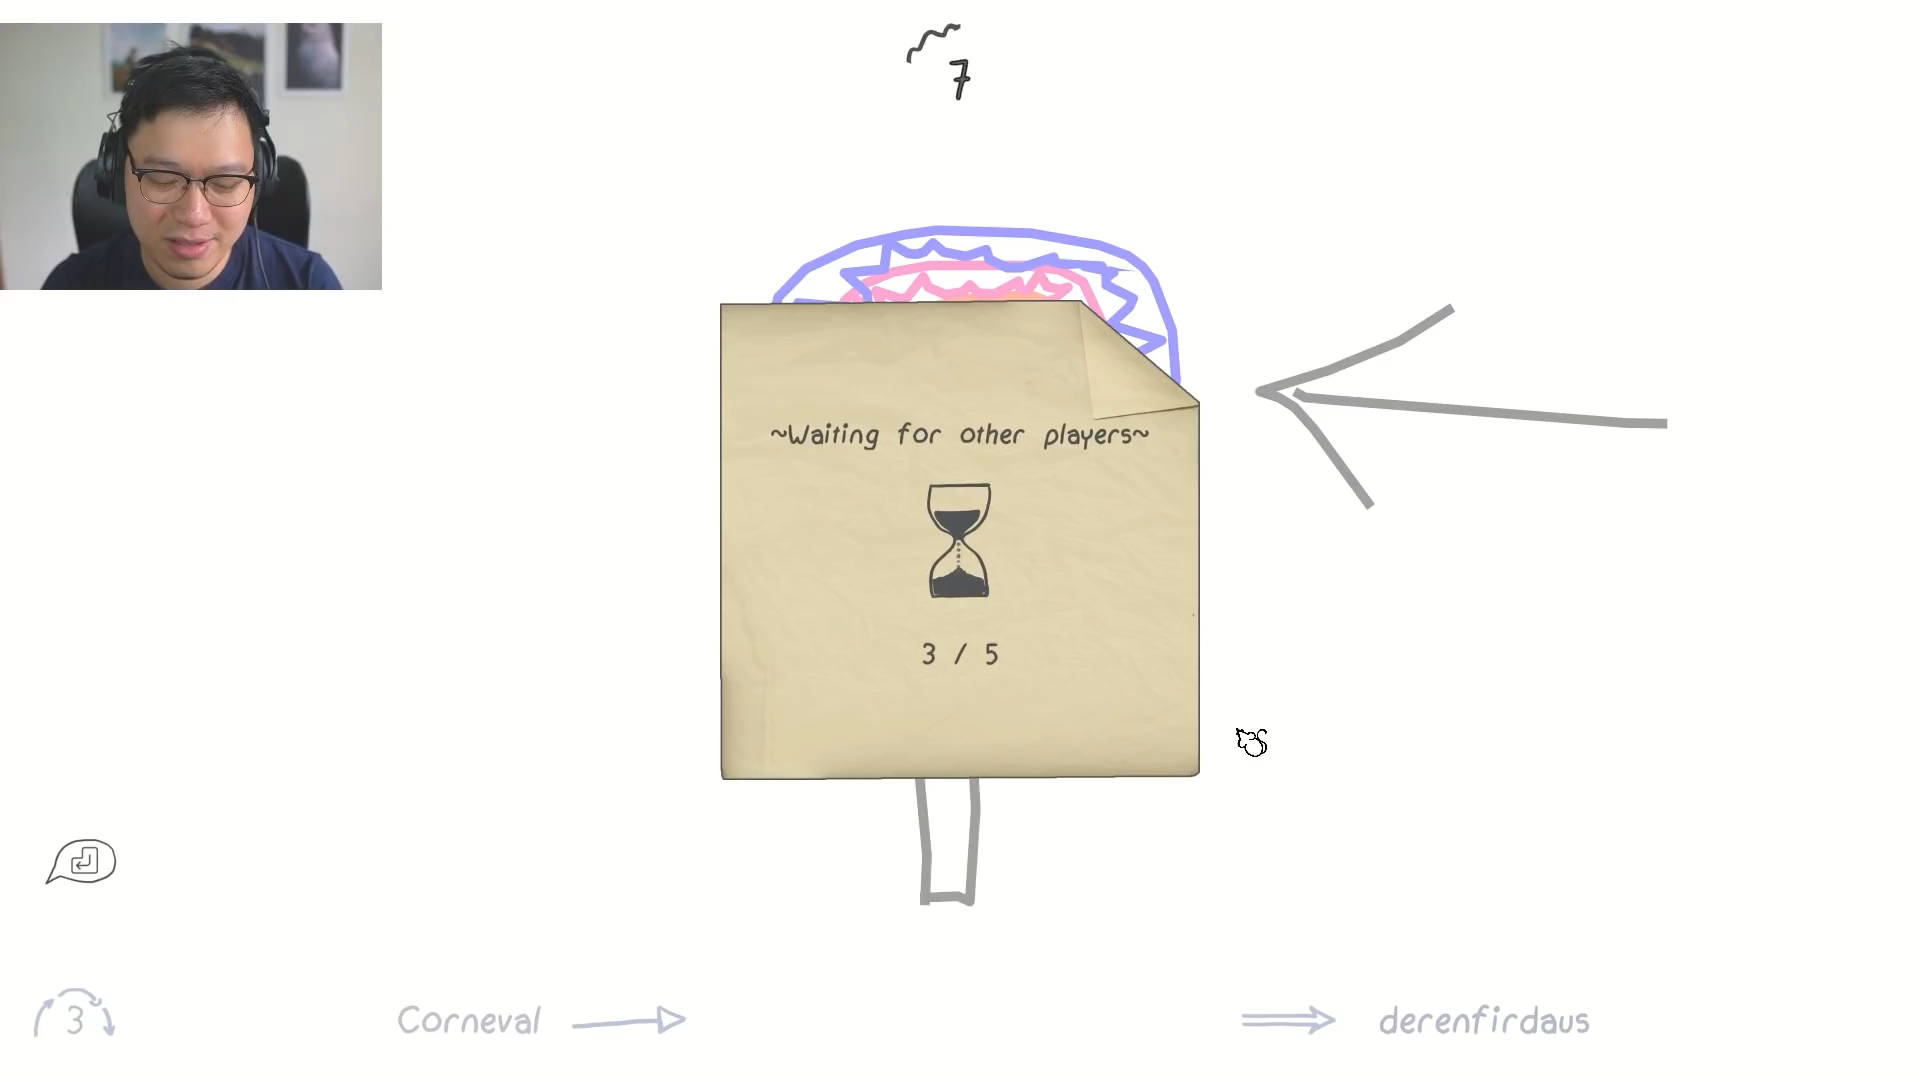 7
~Waiting for other players~
3 / 5
3
Corneval
derenfirdaus